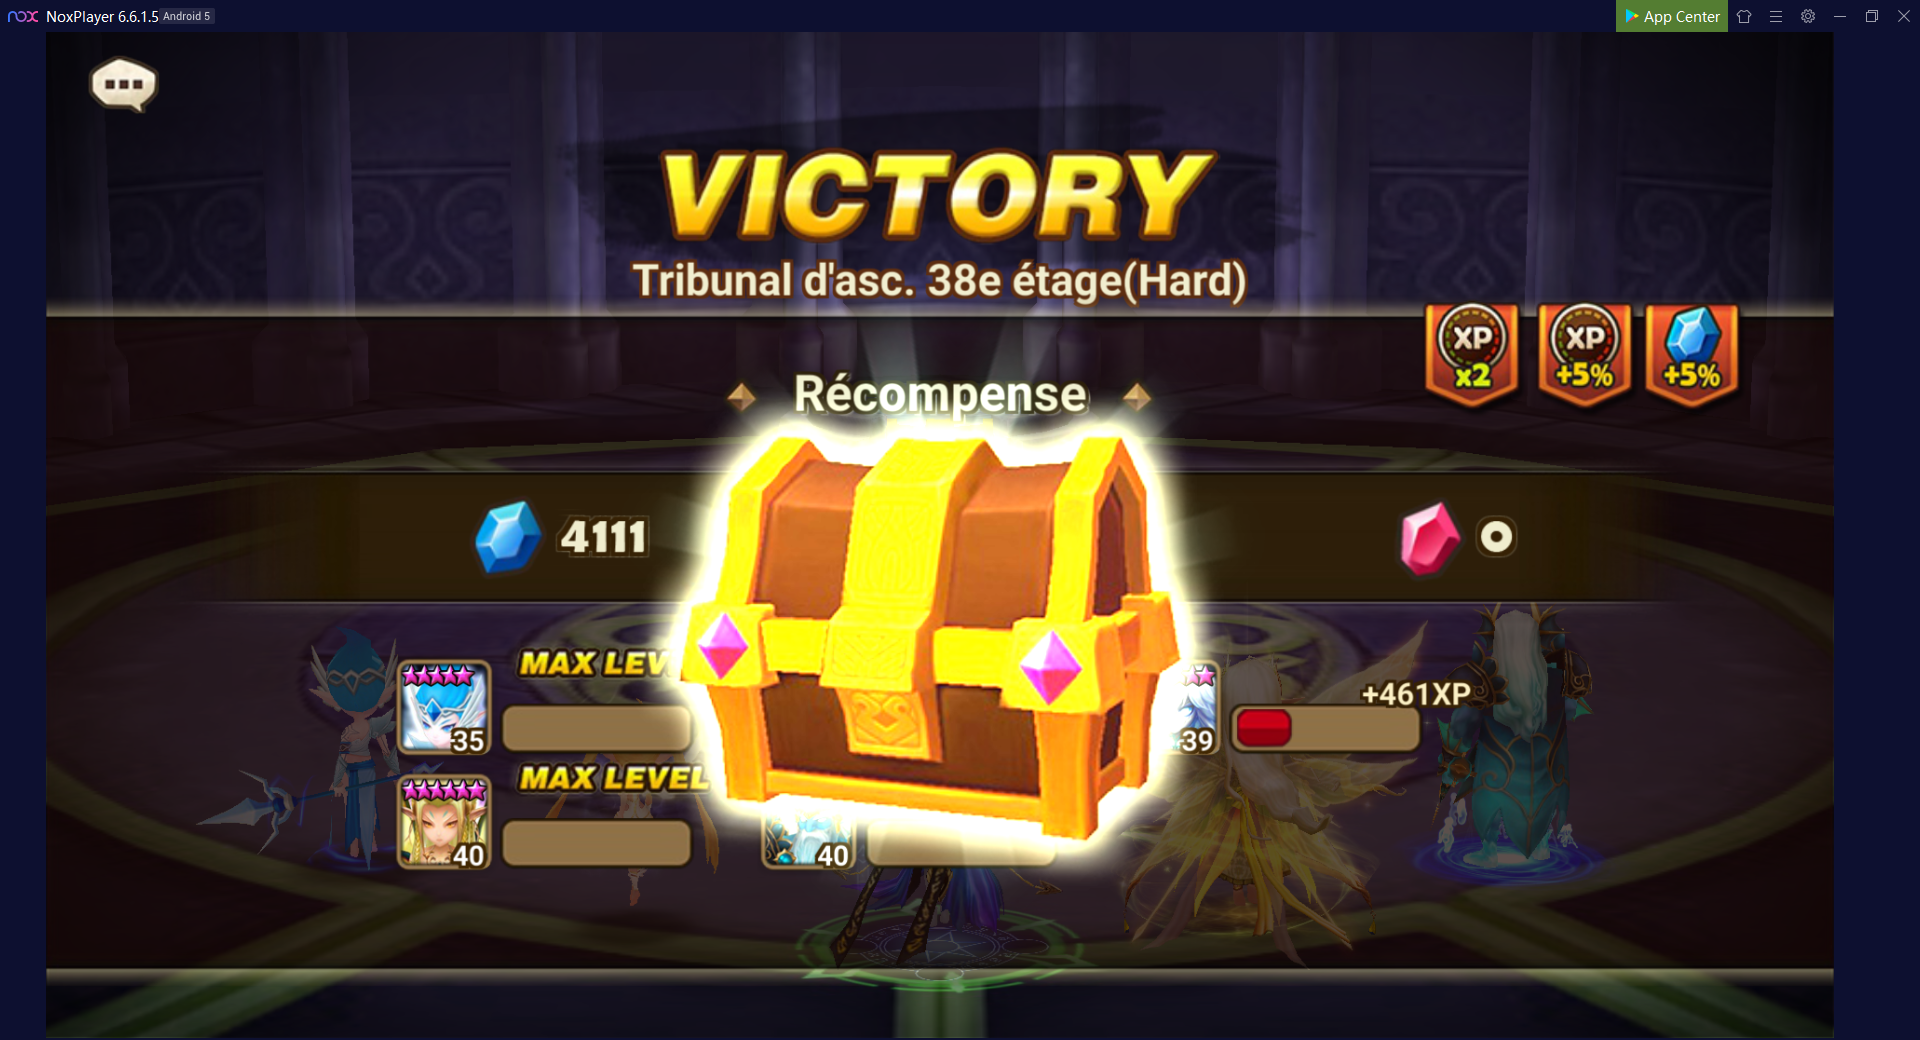 nox NoxPlayer 6.6.1.5 Android 5
App Center
VICTORY
Tribunal d'asc. 38e étage(Hard)
XP x2
XP +5%
+5%
Récompense
4111
0
MAX LEV
35
+461XP
39
MAX LEVEL
40
40